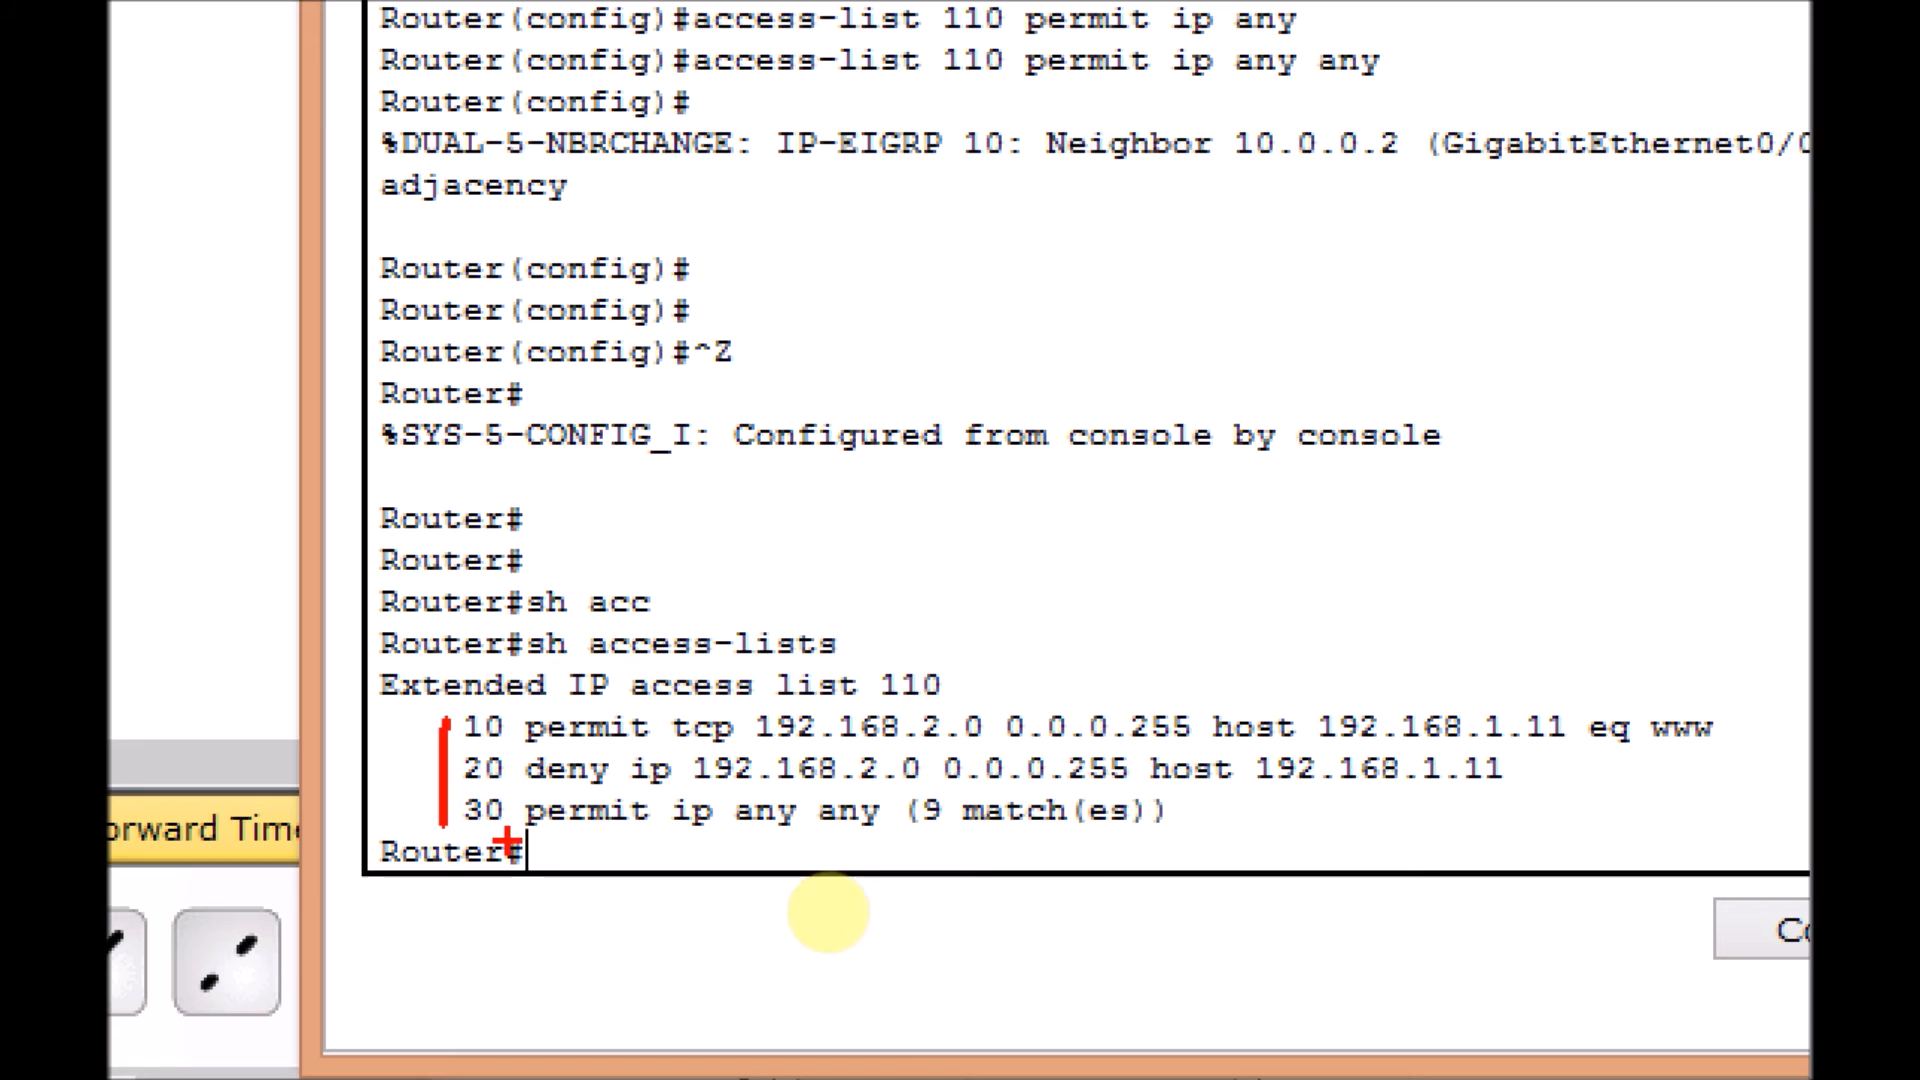 Router(config)#access-list 110 permit ip any
Router(config)#access-list 110 permit ip any any
Router(config)#
%DUAL-5-NBRCHANGE: IP-EIGRP 10: Neighbor 10.0.0.2 (GigabitEthernet0/0
adjacency
Router(config)#
Router(config)#
Router(config)#^Z
Router#
%SYS-5-CONFIG_I: Configured from console by console
Router#
Router#
Router#sh acc
Router#sh access-lists
Extended IP access list 110
10 permit tcp 192.168.2.0 0.0.0.255 host 192.168.1.11 eq www
20 deny ip 192.168.2.0 0.0.0.255 host 192.168.1.11
30 permit ip any any (9 match(es))
Router#
orward Time
Co